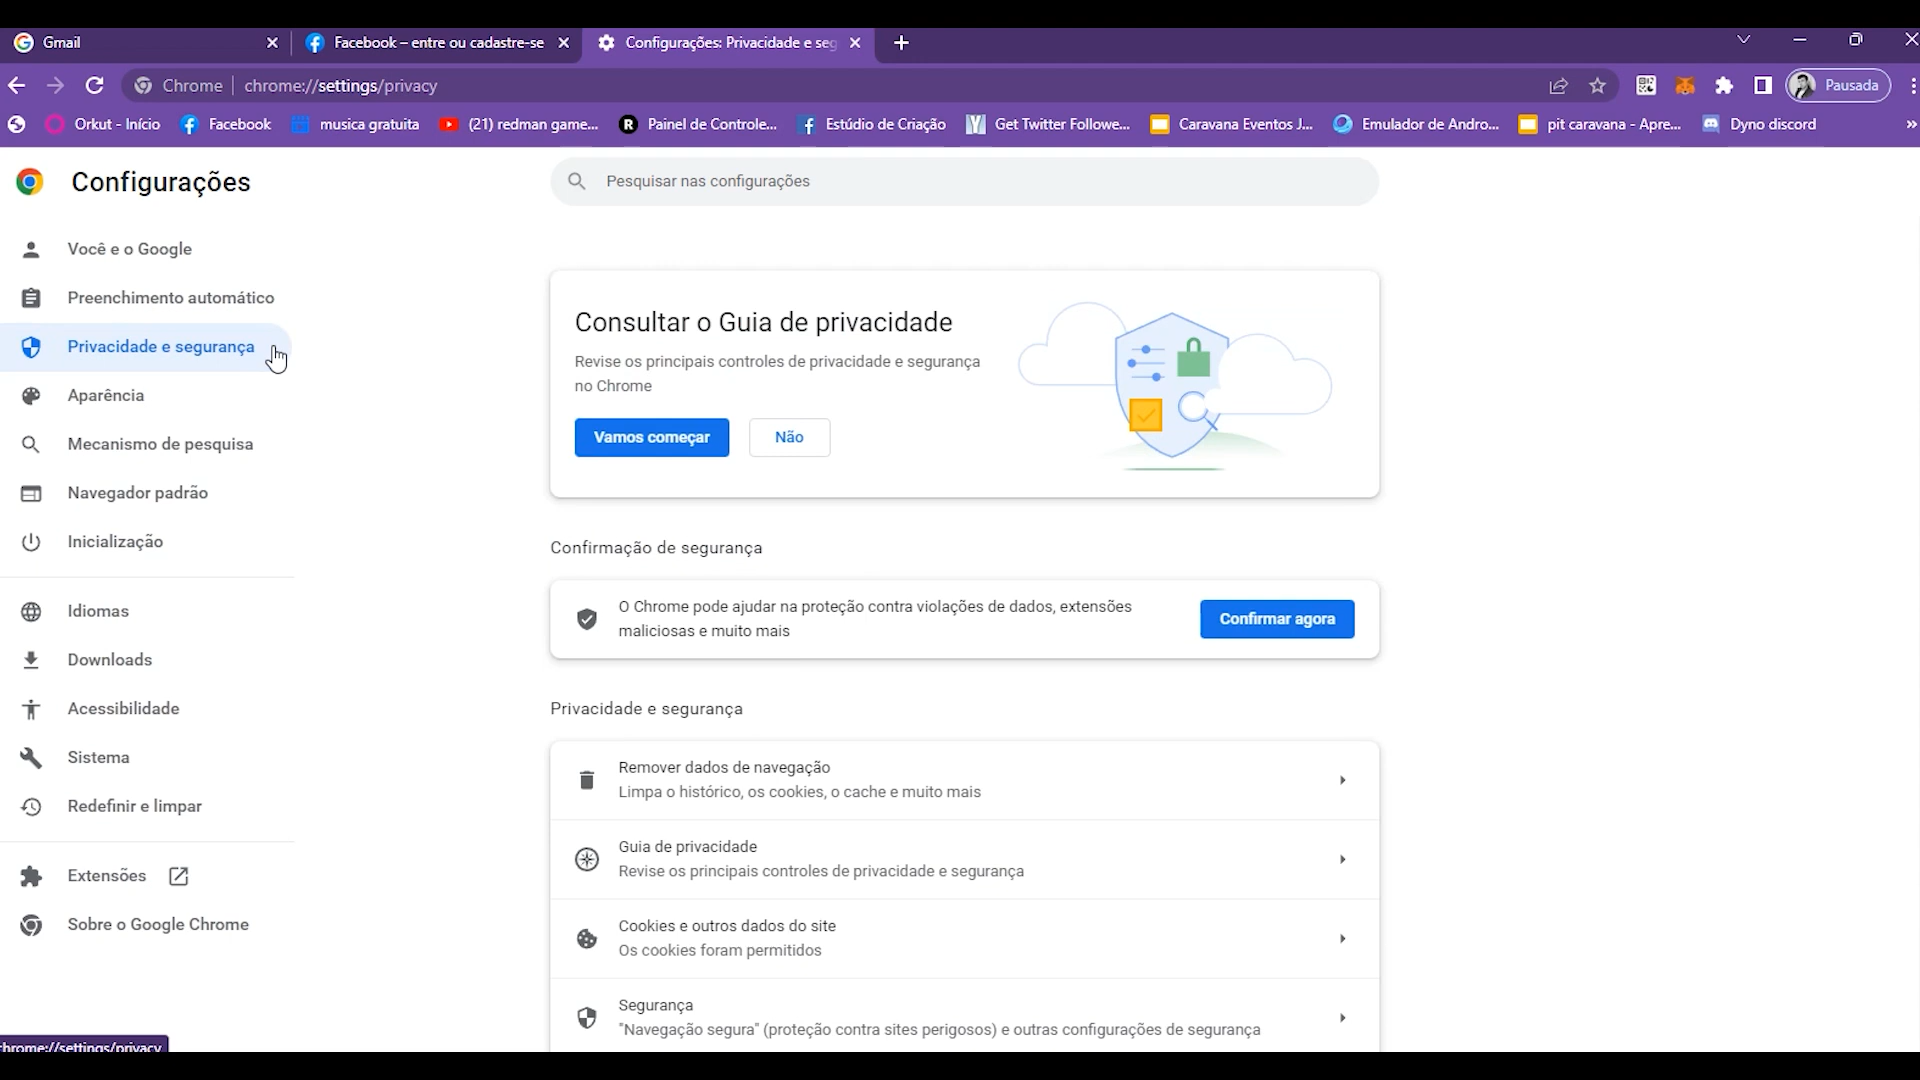 Gmail
Facebook – entre ou cadastre-se
Configurações: Privacidade e seg
Chrome
chrome://settings/privacy
Pausada
Orkut - Início
Facebook
musica gratuita
(21) redman game...
Painel de Controle...
Estúdio de Criação
Get Twitter Followe...
Caravana Eventos J...
Emulador de Andro...
pit caravana - Apre...
Dyno discord
»
Configurações
Pesquisar nas configurações
Você e o Google
Preenchimento automático
Privacidade e segurança
Aparência
Mecanismo de pesquisa
Navegador padrão
Inicialização
Idiomas
Downloads
Acessibilidade
Sistema
Redefinir e limpar
Extensões
Sobre o Google Chrome
Consultar o Guia de privacidade
Revise os principais controles de privacidade e segurança
no Chrome
Vamos começar
Não
Confirmação de segurança
O Chrome pode ajudar na proteção contra violações de dados, extensões
maliciosas e muito mais
Confirmar agora
Privacidade e segurança
Remover dados de navegação
Limpa o histórico, os cookies, o cache e muito mais
Guia de privacidade
Revise os principais controles de privacidade e segurança
Cookies e outros dados do site
Os cookies foram permitidos
Segurança
"Navegação segura" (proteção contra sites perigosos) e outras configurações de segurança
chrome://settings/privacy